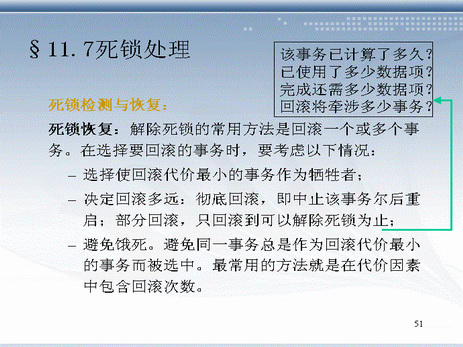 §11.7死锁处理
该事务已计算了多久?
已使用了多少数据项?
完成还需多少数据项?
回滚将牵涉多少事务?
死锁检测与恢复:
死锁恢复:解除死锁的常用方法是回滚一个或多个事
务。在选择要回滚的事务时,要考虑以下情况:
– 选择使回滚代价最小的事务作为牺牲者;
– 决定回滚多远:彻底回滚,即中止该事务尔后重
启;部分回滚,只回滚到可以解除死锁为止;
– 避免饿死。避免同一事务总是作为回滚代价最小
的事务而被选中。最常用的方法就是在代价因素
中包含回滚次数。
51